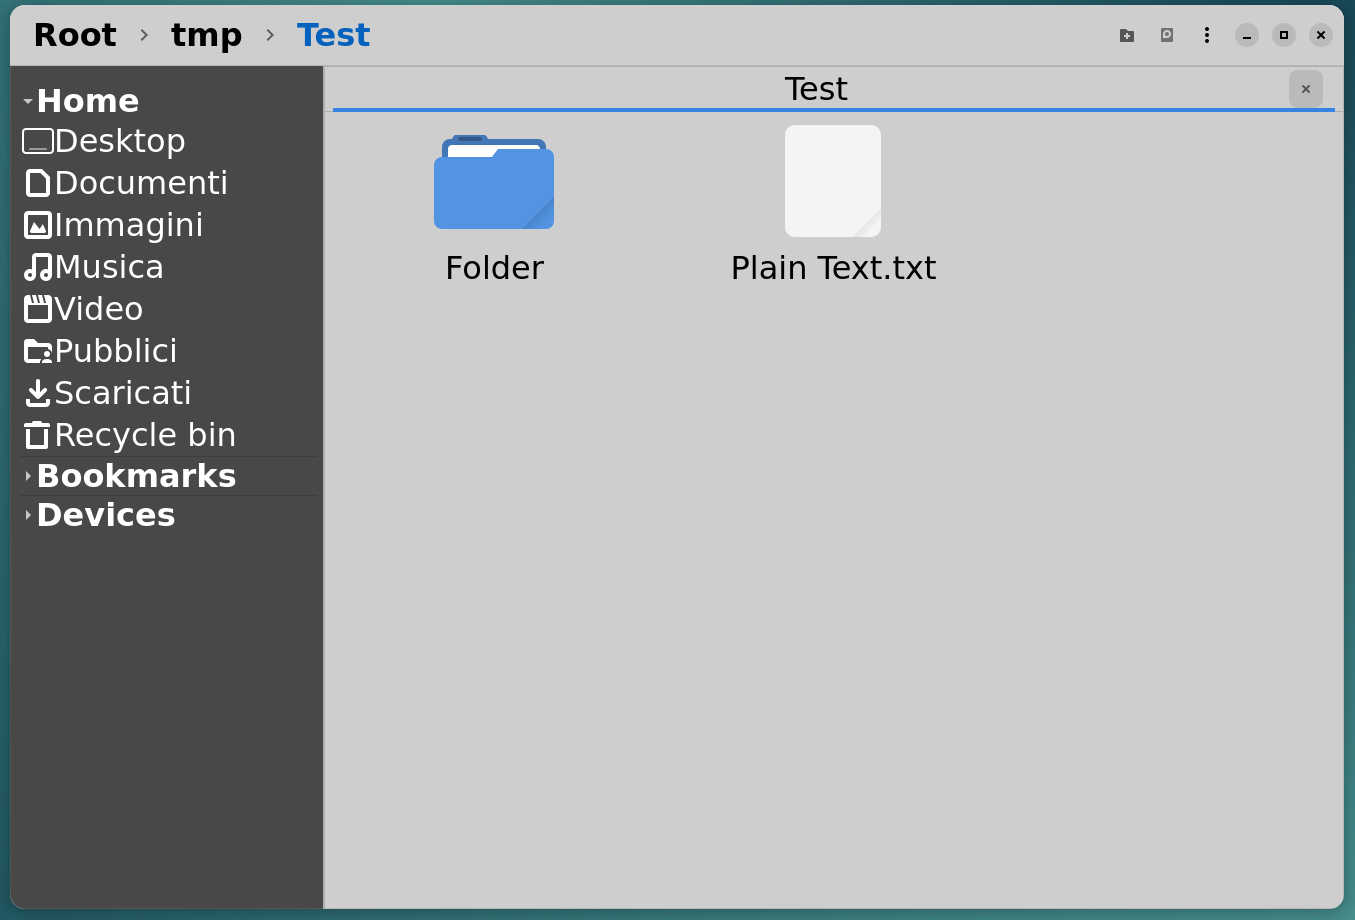 Root › tmp › Test
Test
Home
Desktop
Documenti
Immagini
Musica
Video
Pubblici
Scaricati
Recycle bin
Bookmarks
Devices
Folder
Plain Text.txt